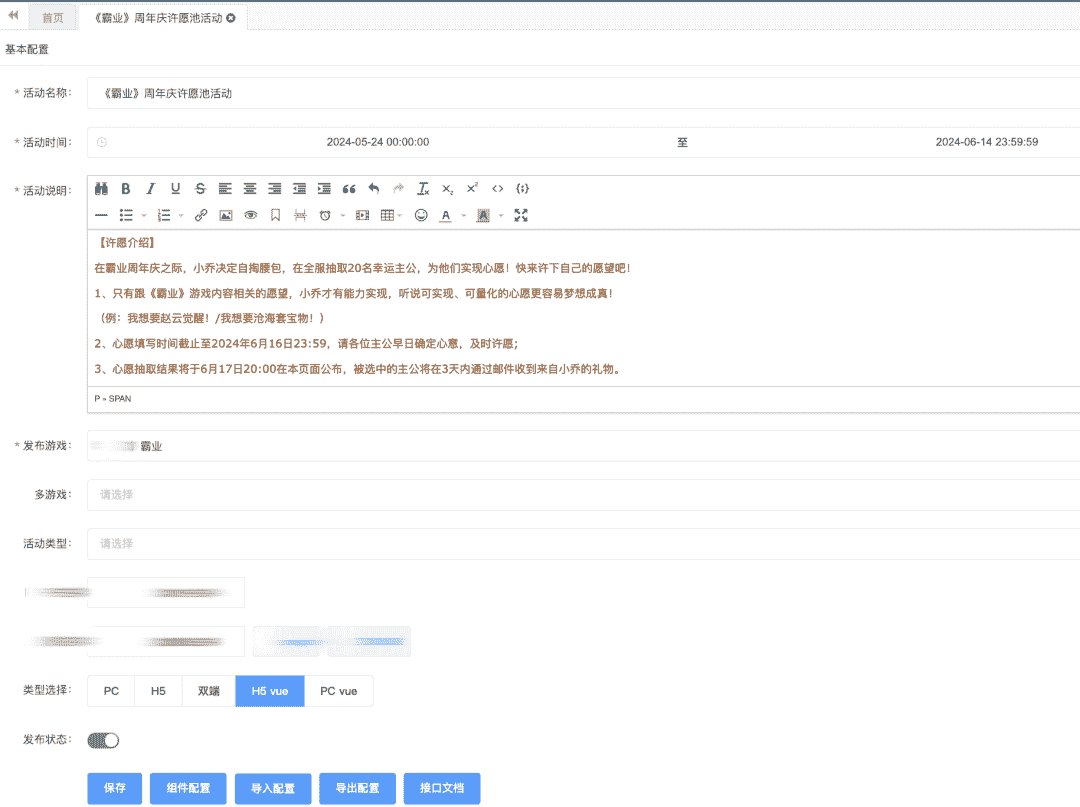 首页
《霸业》周年庆许愿池活动
基本配置
* 活动名称：
《霸业》周年庆许愿池活动
* 活动时间：
2024-05-24 00:00:00
至
2024-06-14 23:59:59
* 活动说明：
【许愿介绍】
在霸业周年庆之际，小乔决定自掏腰包，在全服抽取20名幸运主公，为他们实现心愿！快来许下自己的愿望吧！
1、只有跟《霸业》游戏内容相关的愿望，小乔才有能力实现，听说可实现、可量化的心愿更容易梦想成真！
（例：我想要赵云觉醒！/我想要沧海套宝物！）
2、心愿填写时间截止至2024年6月16日23:59，请各位主公早日确定心意，及时许愿；
3、心愿抽取结果将于6月17日20:00在本页面公布，被选中的主公将在3天内通过邮件收到来自小乔的礼物。
P » SPAN
* 发布游戏：
霸业
多游戏：
请选择
活动类型：
请选择
类型选择：
PC
H5
双端
H5 vue
PC vue
发布状态：
保存
组件配置
导入配置
导出配置
接口文档